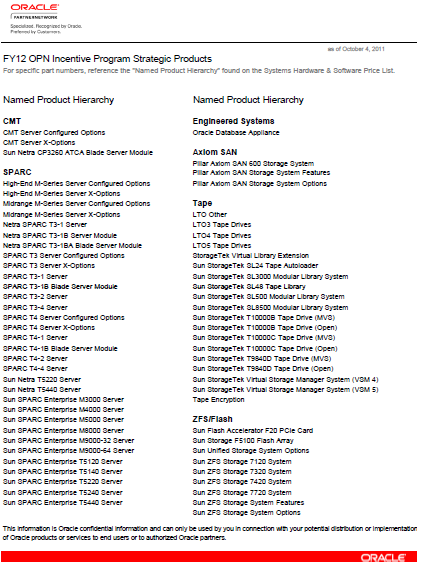 ORACLE
PARTNERNETWORK
Specialized. Recognized by Oracle.
Preferred by Customers.
as of October 4, 2011
FY12 OPN Incentive Program Strategic Products
For specific part numbers, reference the "Named Product Hierarchy" found on the Systems Hardware & Software Price List.
Named Product Hierarchy
CMT
CMT Server Configured Options
CMT Server X-Options
Sun Netra CP3260 ATCA Blade Server Module
SPARC
High-End M-Series Server Configured Options
High-End M-Series Server X-Options
Midrange M-Series Server Configured Options
Midrange M-Series Server X-Options
Netra SPARC T3-1 Server
Netra SPARC T3-1B Server Module
Netra SPARC T3-1BA Blade Server Module
SPARC T3 Server Configured Options
SPARC T3 Server X-Options
SPARC T3-1 Server
SPARC T3-1B Blade Server Module
SPARC T3-2 Server
SPARC T3-4 Server
SPARC T4 Server Configured Options
SPARC T4 Server X-Options
SPARC T4-1 Server
SPARC T4-1B Blade Server Module
SPARC T4-2 Server
SPARC T4-4 Server
Sun Netra T5220 Server
Sun Netra T5440 Server
Sun SPARC Enterprise M3000 Server
Sun SPARC Enterprise M4000 Server
Sun SPARC Enterprise M5000 Server
Sun SPARC Enterprise M8000 Server
Sun SPARC Enterprise M9000-32 Server
Sun SPARC Enterprise M9000-64 Server
Sun SPARC Enterprise T5120 Server
Sun SPARC Enterprise T5140 Server
Sun SPARC Enterprise T5220 Server
Sun SPARC Enterprise T5240 Server
Sun SPARC Enterprise T5440 Server
Named Product Hierarchy
Engineered Systems
Oracle Database Appliance
Axiom SAN
Pillar Axiom SAN 600 Storage System
Pillar Axiom SAN Storage System Features
Pillar Axiom SAN Storage System Options
Tape
LTO Other
LTO3 Tape Drives
LTO4 Tape Drives
LTO5 Tape Drives
StorageTek Virtual Library Extension
Sun StorageTek SL24 Tape Autoloader
Sun StorageTek SL3000 Modular Library System
Sun StorageTek SL48 Tape Library
Sun StorageTek SL500 Modular Library System
Sun StorageTek SL8500 Modular Library System
Sun StorageTek T10000B Tape Drive (MVS)
Sun StorageTek T10000B Tape Drive (Open)
Sun StorageTek T10000C Tape Drive (MVS)
Sun StorageTek T10000C Tape Drive (Open)
Sun StorageTek T9840D Tape Drive (MVS)
Sun StorageTek T9840D Tape Drive (Open)
Sun StorageTek Virtual Storage Manager System (VSM 4)
Sun StorageTek Virtual Storage Manager System (VSM 5)
Tape Encryption
ZFS/Flash
Sun Flash Accelerator F20 PCIe Card
Sun Storage F5100 Flash Array
Sun Unified Storage System Options
Sun ZFS Storage 7120 System
Sun ZFS Storage 7320 System
Sun ZFS Storage 7420 System
Sun ZFS Storage 7720 System
Sun ZFS Storage System Features
Sun ZFS Storage System Options
This information is Oracle confidential information and can only be used by you in connection with your potential distribution or implementation
of Oracle products or services to end users or to authorized Oracle partners.
ORACLE